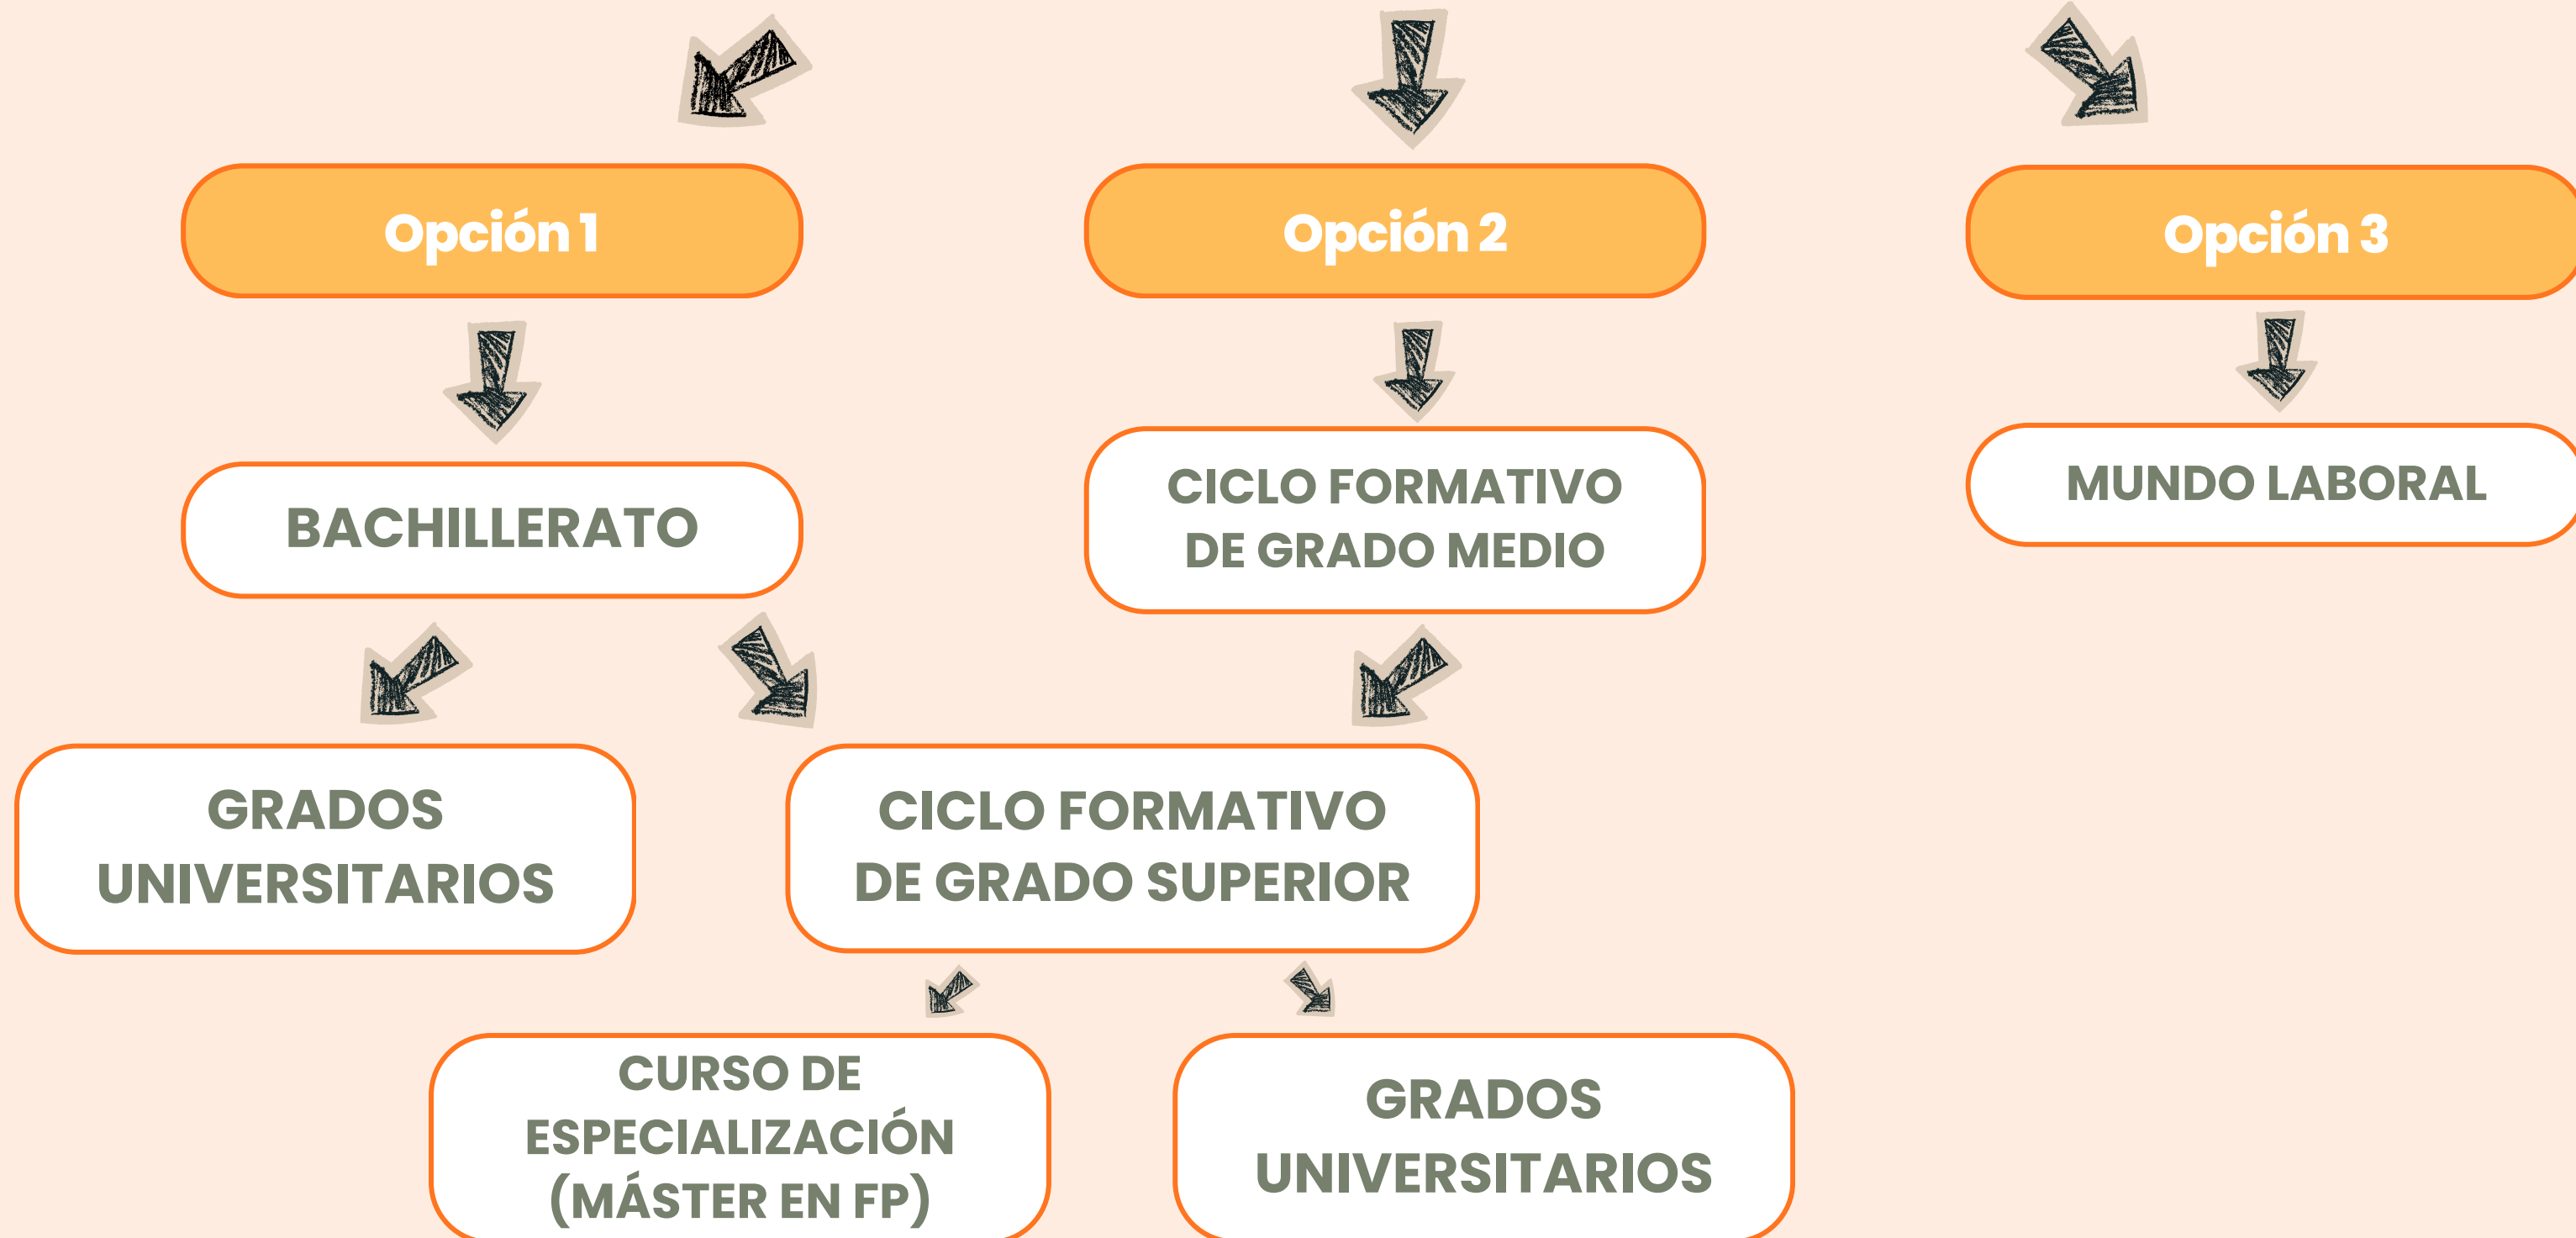 Opción 1
Opción 2
Opción 3
BACHILLERATO
CICLO FORMATIVO
DE GRADO MEDIO
MUNDO LABORAL
GRADOS
UNIVERSITARIOS
CICLO FORMATIVO
DE GRADO SUPERIOR
CURSO DE
ESPECIALIZACIÓN
(MÁSTER EN FP)
GRADOS
UNIVERSITARIOS